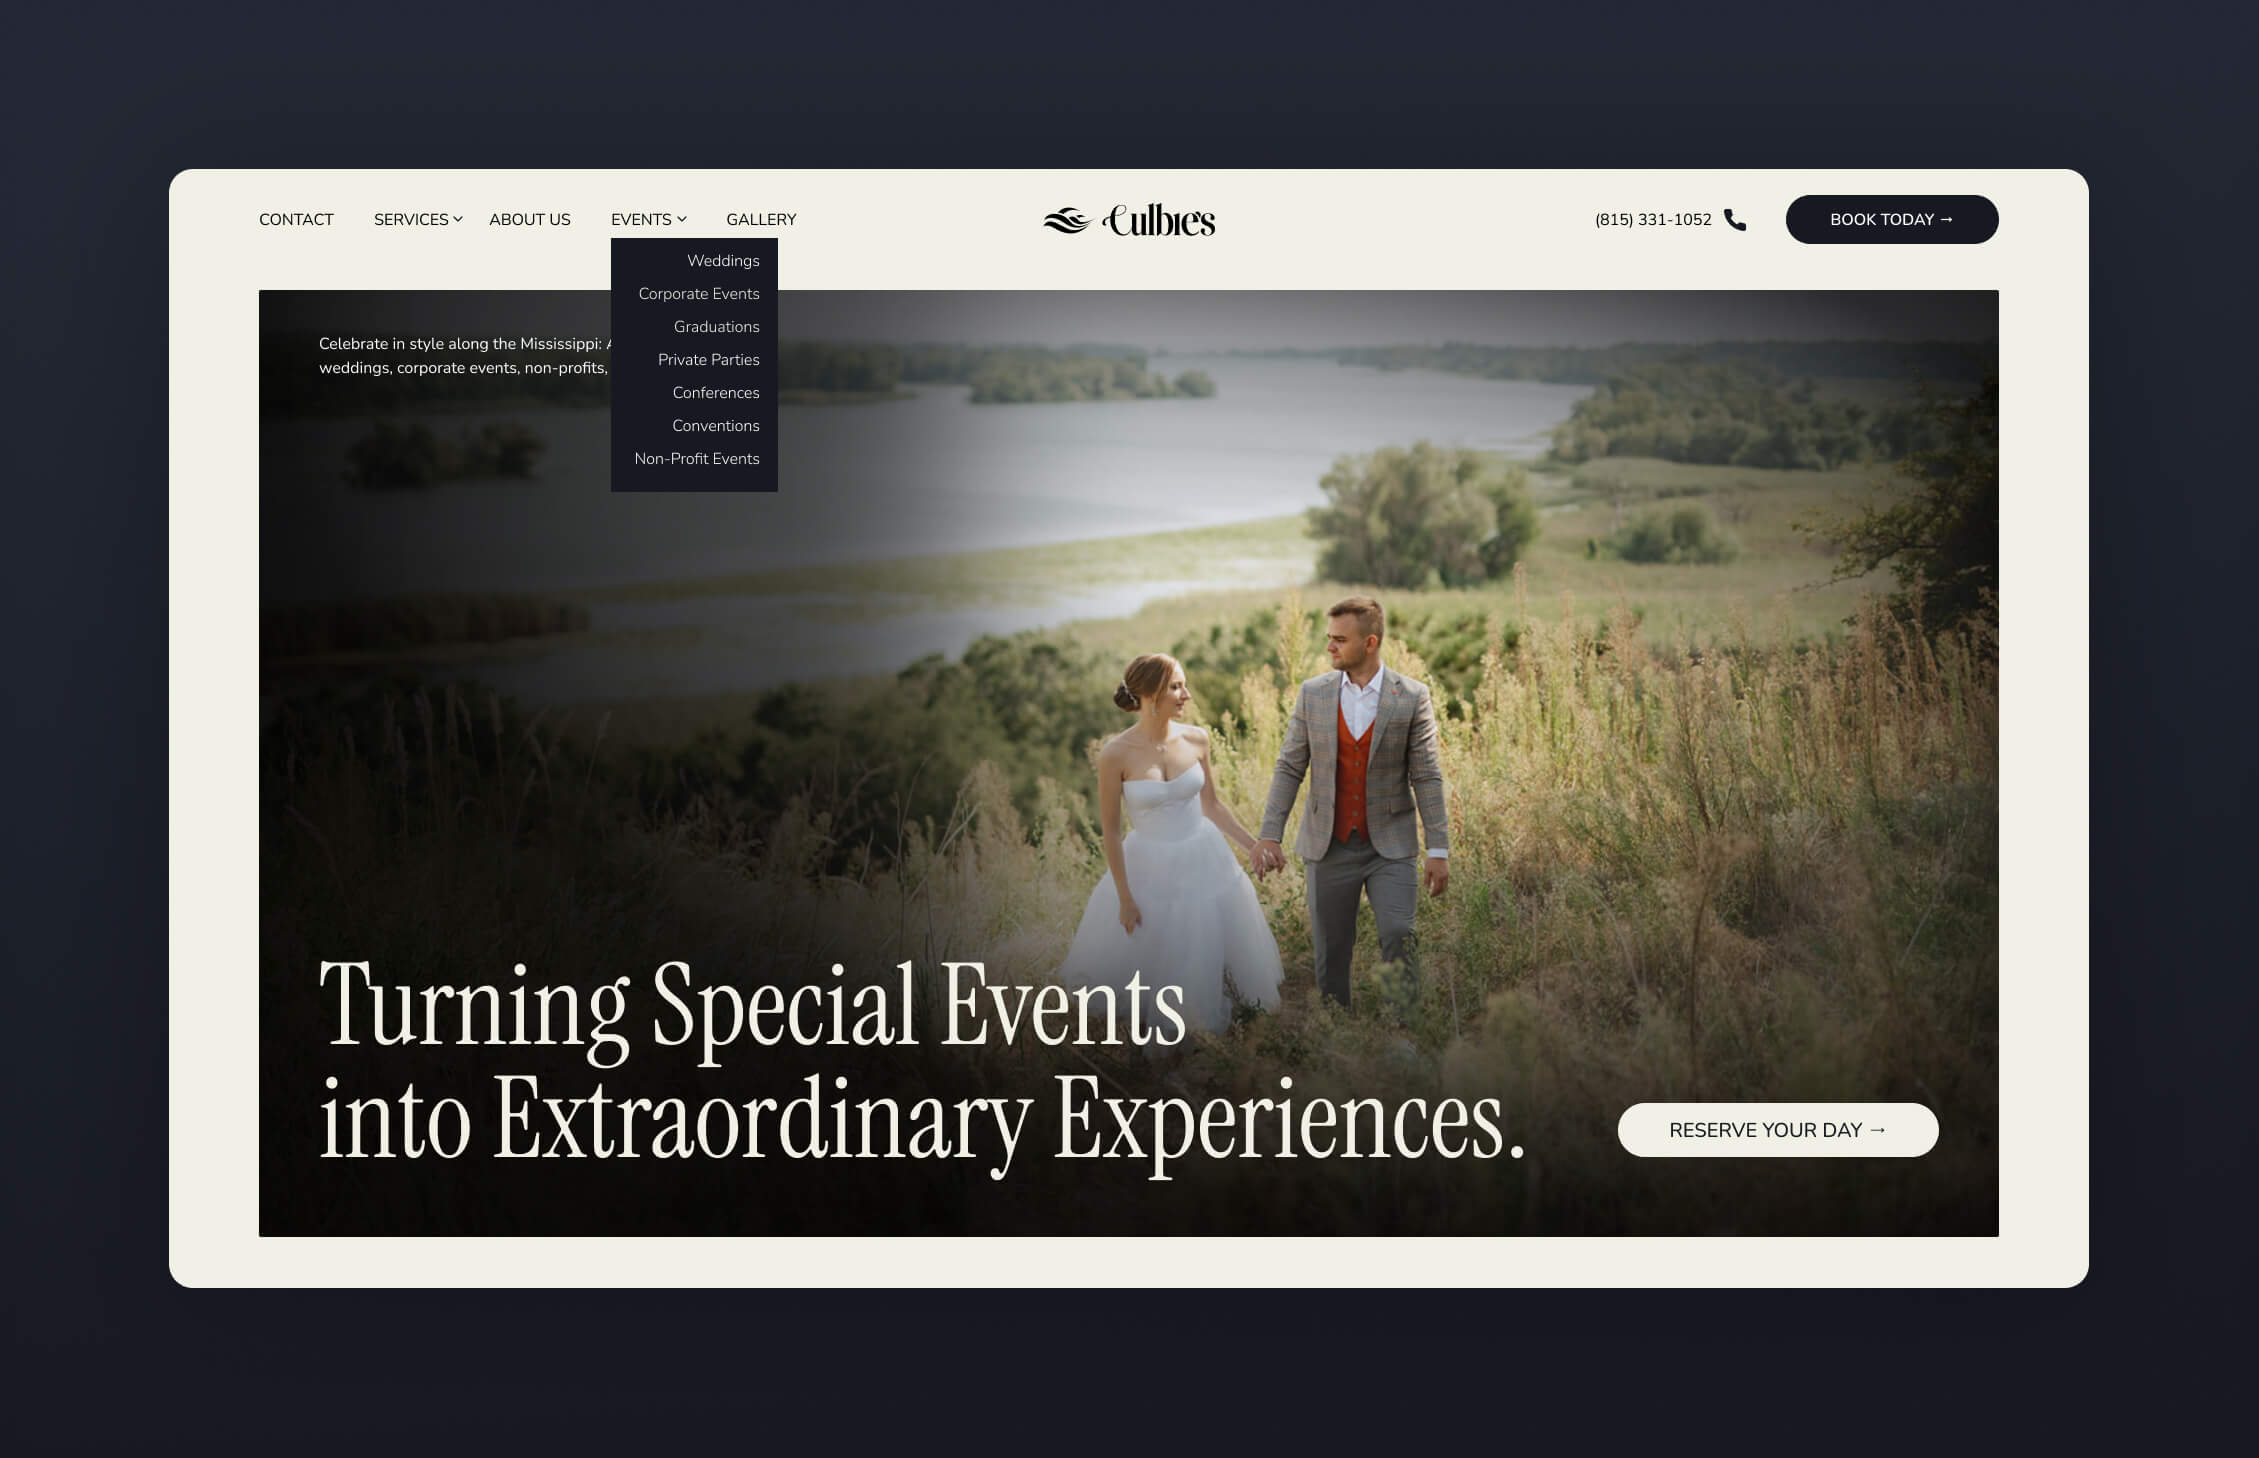 CONTACT
SERVICES
ABOUT US
EVENTS
GALLERY
Culbie's
(815) 331-1052
BOOK TODAY →
Weddings
Corporate Events
Graduations
Private Parties
Conferences
Conventions
Non-Profit Events
Celebrate in style along the Mississippi:
weddings, corporate events, non-profits,
Turning Special Events
into Extraordinary Experiences.
RESERVE YOUR DAY →